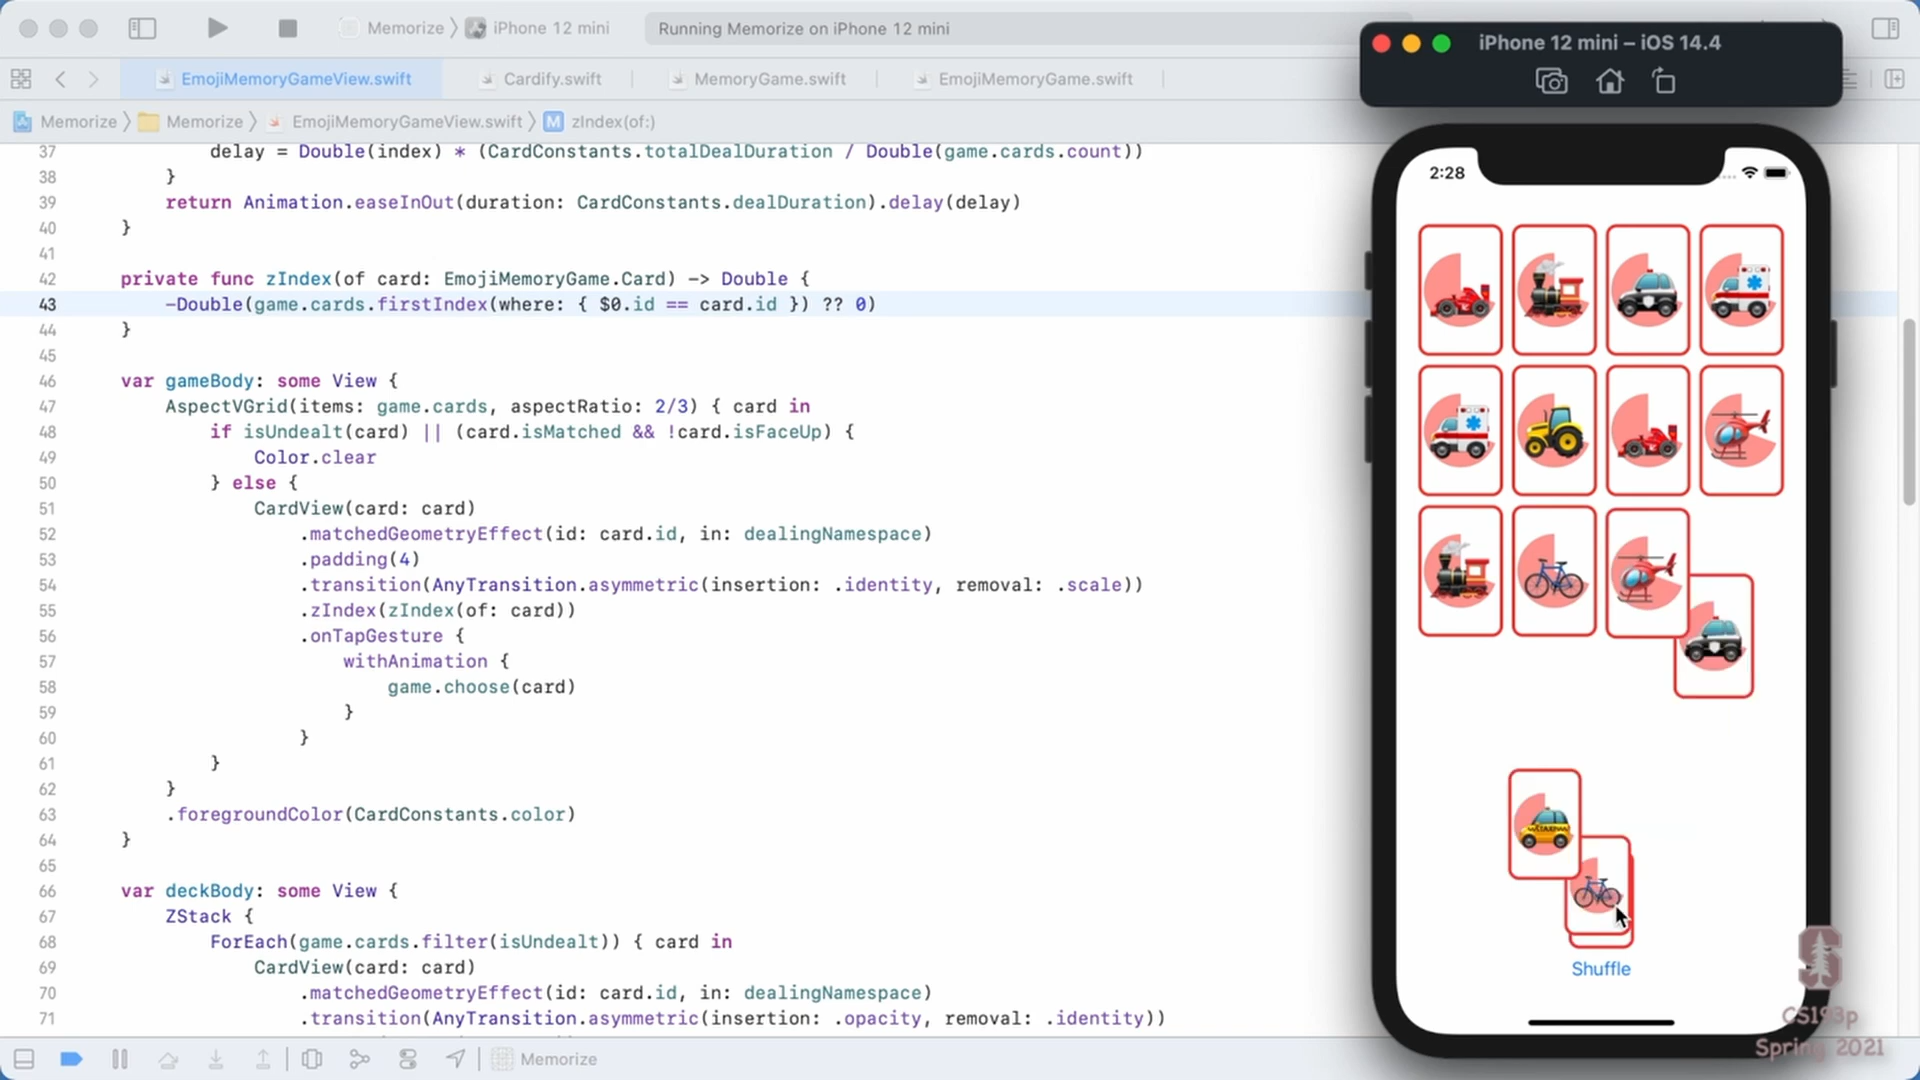 Memorize 〉 iPhone 12 mini
Running Memorize on iPhone 12 mini
iPhone 12 mini – iOS 14.4
EmojiMemoryGameView.swift
Cardify.swift
MemoryGame.swift
EmojiMemoryGame.swift
Memorize 〉 Memorize 〉 EmojiMemoryGameView.swift 〉 M zIndex(of:)
37 delay = Double(index) * (CardConstants.totalDealDuration / Double(game.cards.count))
38 }
39 return Animation.easeInOut(duration: CardConstants.dealDuration).delay(delay)
40 }
41
42 private func zIndex(of card: EmojiMemoryGame.Card) -> Double {
43 -Double(game.cards.firstIndex(where: { $0.id == card.id }) ?? 0)
44 }
45
46 var gameBody: some View {
47 AspectVGrid(items: game.cards, aspectRatio: 2/3) { card in
48 if isUndealt(card) || (card.isMatched && !card.isFaceUp) {
49 Color.clear
50 } else {
51 CardView(card: card)
52 .matchedGeometryEffect(id: card.id, in: dealingNamespace)
53 .padding(4)
54 .transition(AnyTransition.asymmetric(insertion: .identity, removal: .scale))
55 .zIndex(zIndex(of: card))
56 .onTapGesture {
57 withAnimation {
58 game.choose(card)
59 }
60 }
61 }
62 }
63 .foregroundColor(CardConstants.color)
64 }
65
66 var deckBody: some View {
67 ZStack {
68 ForEach(game.cards.filter(isUndealt)) { card in
69 CardView(card: card)
70 .matchedGeometryEffect(id: card.id, in: dealingNamespace)
71 .transition(AnyTransition.asymmetric(insertion: .opacity, removal: .identity))
Memorize
2:28
Shuffle
S
CS193p
Spring 2021